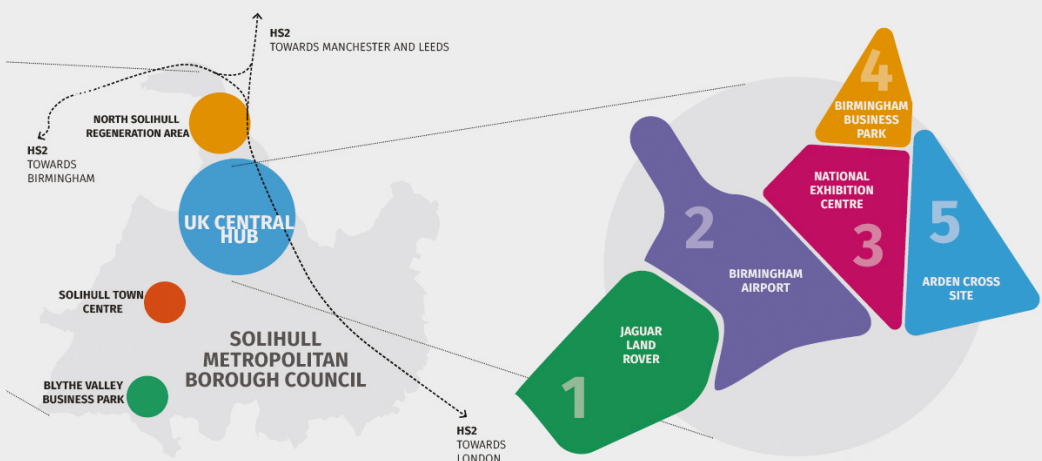 HS2
TOWARDS MANCHESTER AND LEEDS
NORTH SOLIHULL
REGENERATION AREA
HS2
TOWARDS
BIRMINGHAM
UK CENTRAL
HUB
SOLIHULL TOWN
CENTRE
SOLIHULL
METROPOLITAN
BOROUGH COUNCIL
BLYTHE VALLEY
BUSINESS PARK
HS2
TOWARDS
LONDON
4
BIRMINGHAM
BUSINESS
PARK
NATIONAL
EXHIBITION
CENTRE
3
2
BIRMINGHAM
AIRPORT
5
ARDEN CROSS
SITE
JAGUAR
LAND
ROVER
1